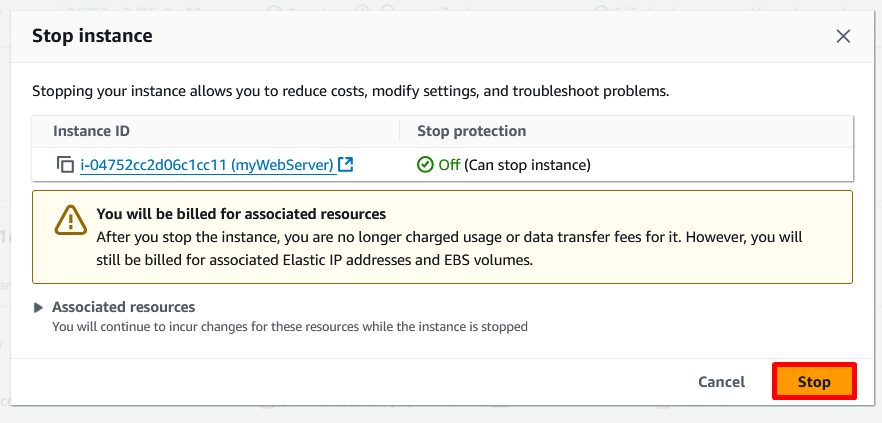 Stop instance
Stopping your instance allows you to reduce costs, modify settings, and troubleshoot problems.
Instance ID
Stop protection
i-04752cc2d06c1cc11 (myWebServer)
Off (Can stop instance)
You will be billed for associated resources
After you stop the instance, you are no longer charged usage or data transfer fees for it. However, you will
still be billed for associated Elastic IP addresses and EBS volumes.
Associated resources
You will continue to incur changes for these resources while the instance is stopped
Cancel
Stop